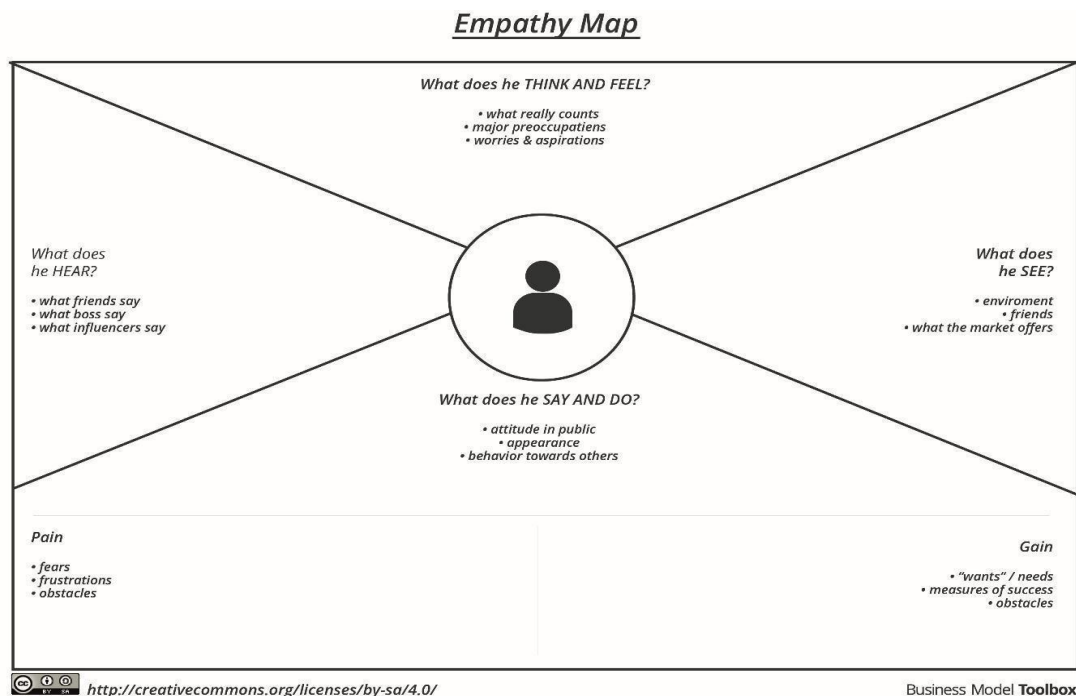 Empathy Map
What does he THINK AND FEEL?
• what really counts
• major preoccupatiens
• worries & aspirations
What does
he HEAR?
• what friends say
• what boss say
• what influencers say
What does
he SEE?
• enviroment
• friends
• what the market offers
What does he SAY AND DO?
• attitude in public
• appearance
• behavior towards others
Pain
• fears
• frustrations
• obstacles
Gain
• “wants” / needs
• measures of success
• obstacles
cc
BY SA
http://creativecommons.org/licenses/by-sa/4.0/
Business Model Toolbox